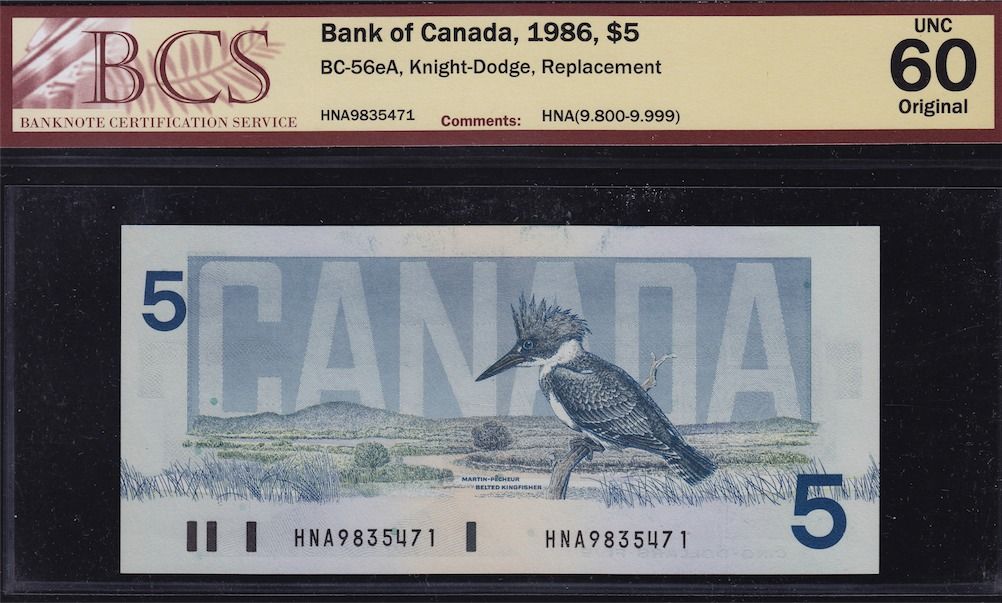 BCS
BANKNOTE CERTIFICATION SERVICE
Bank of Canada, 1986, $5
BC-56eA, Knight-Dodge, Replacement
HNA9835471 Comments: HNA(9.800-9.999)
UNC
60
Original
5
CANADA
MARTIN-PÊCHEUR
BELTED KINGFISHER
5
HNA9835471 HNA9835471